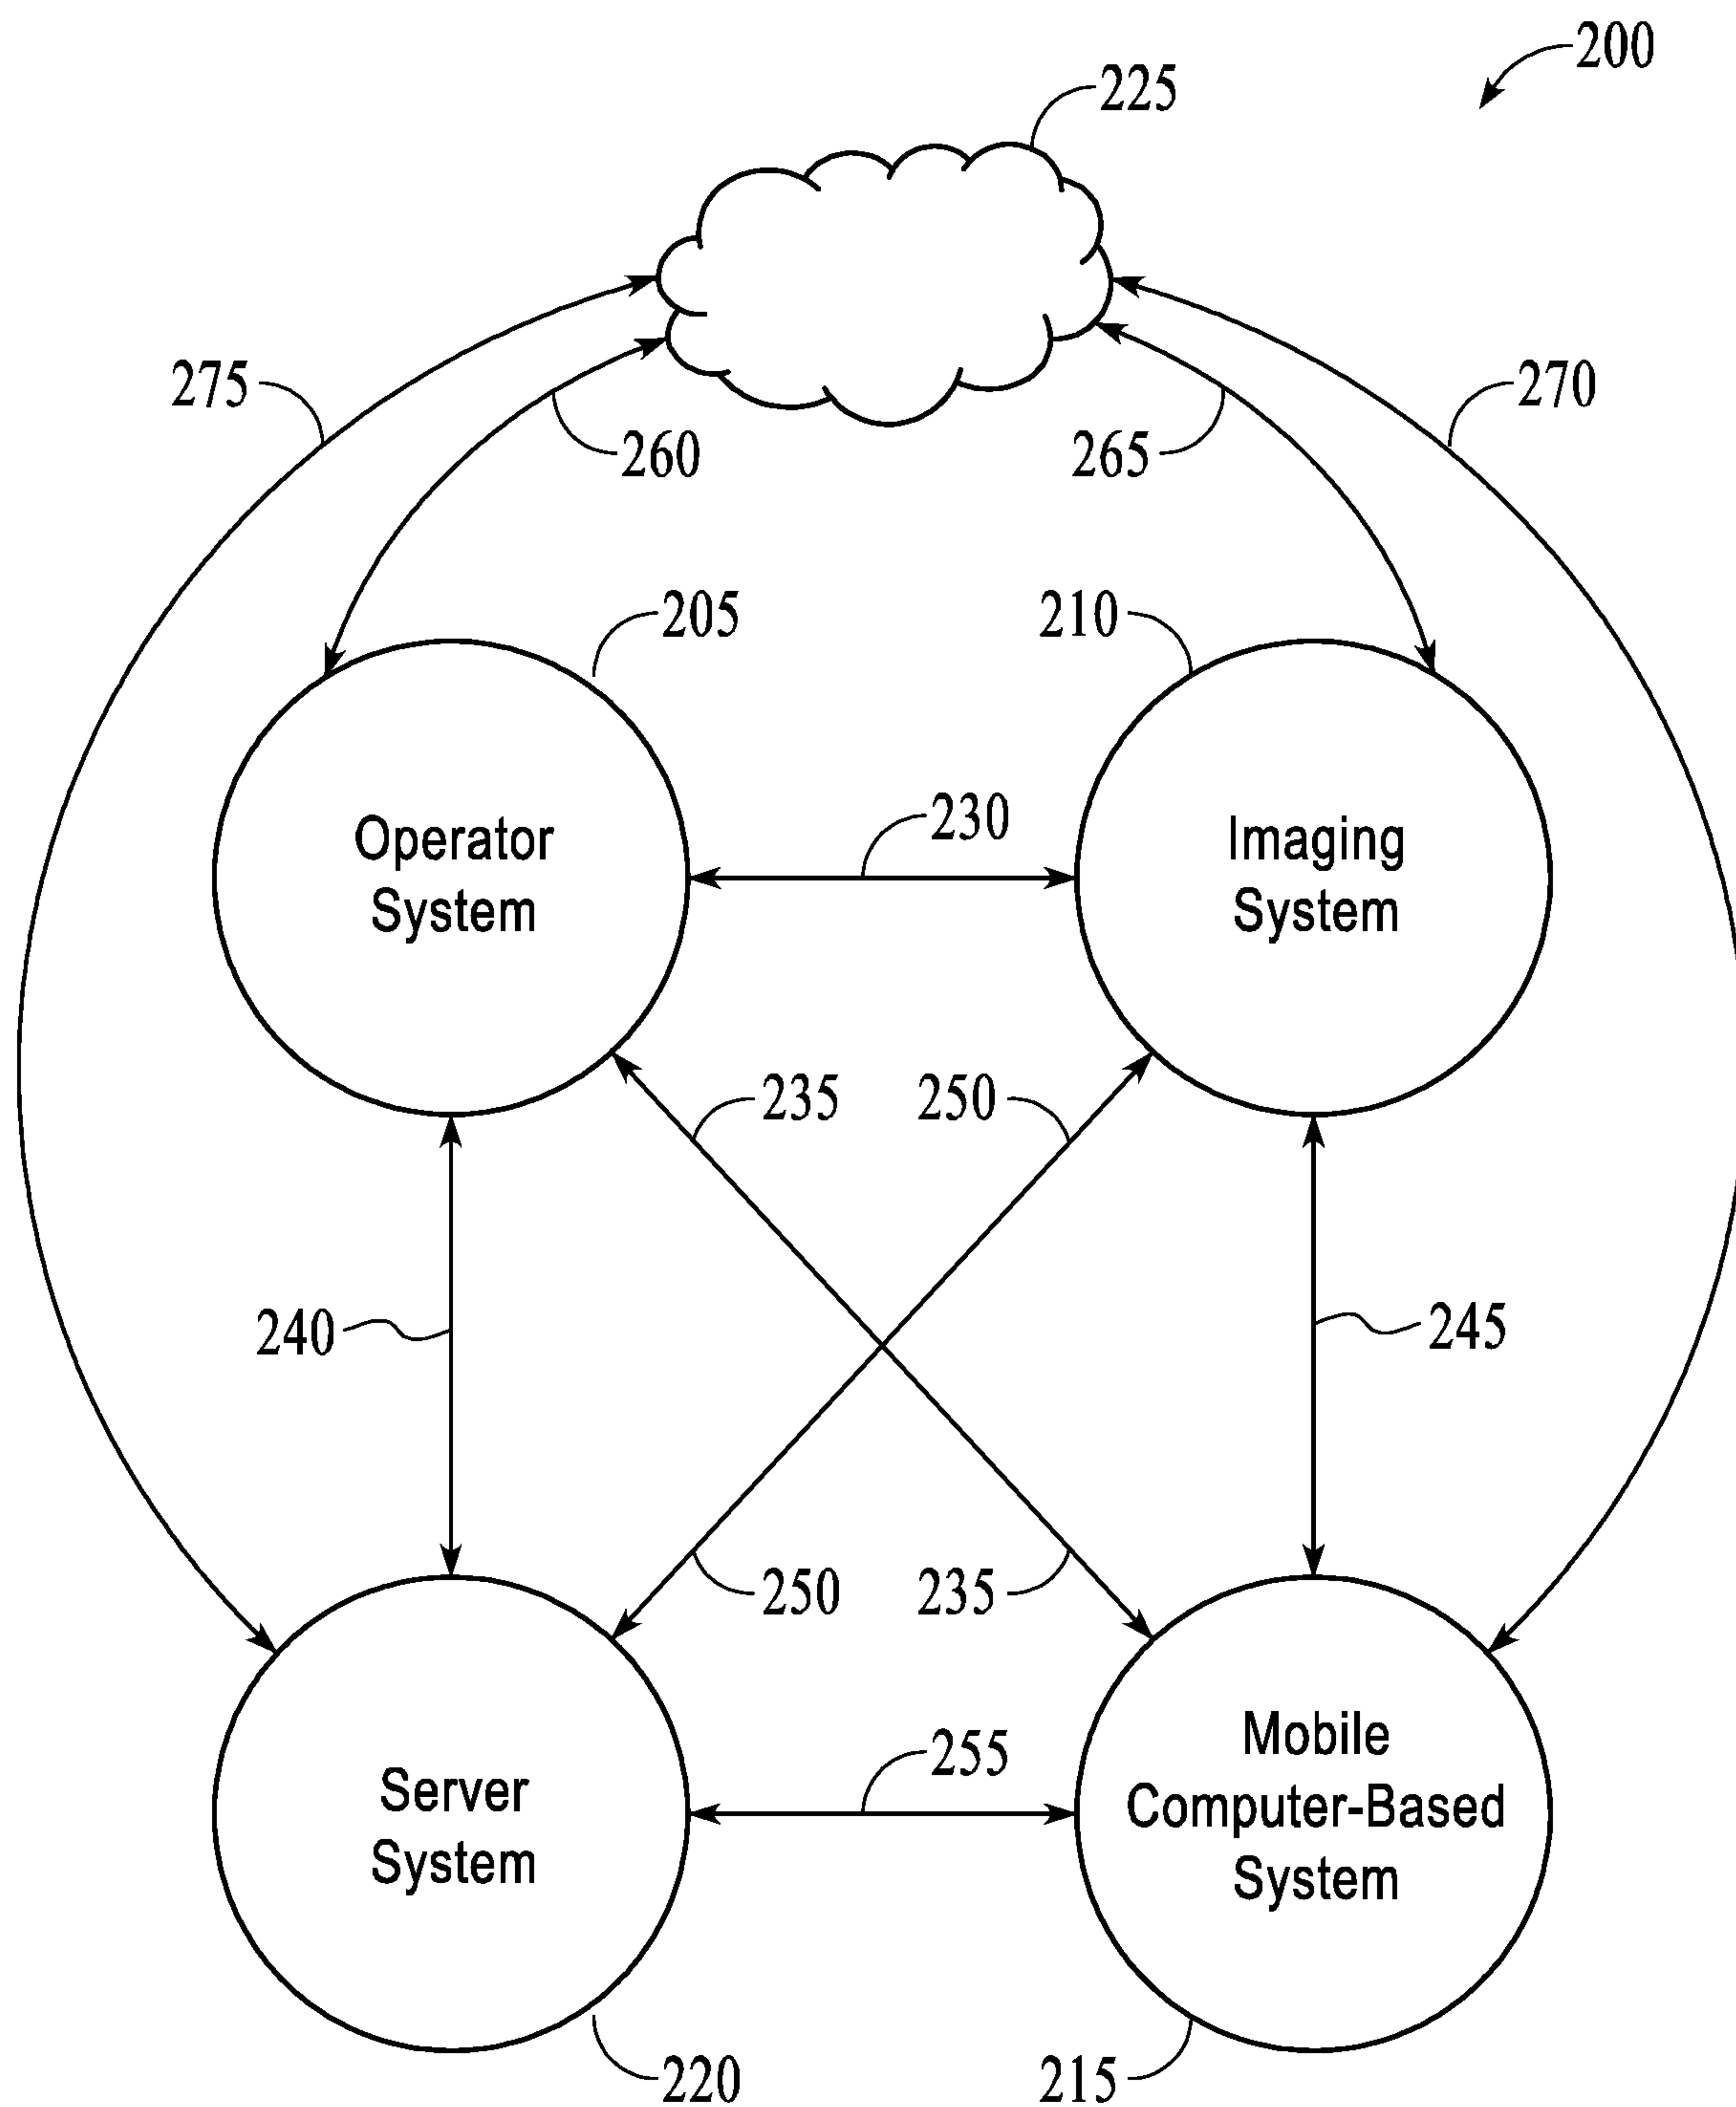 200
225
275
260
265
270
205
210
Operator
System
230
Imaging
System
235
250
240
245
250
235
Server
System
255
Mobile
Computer-Based
System
220
215